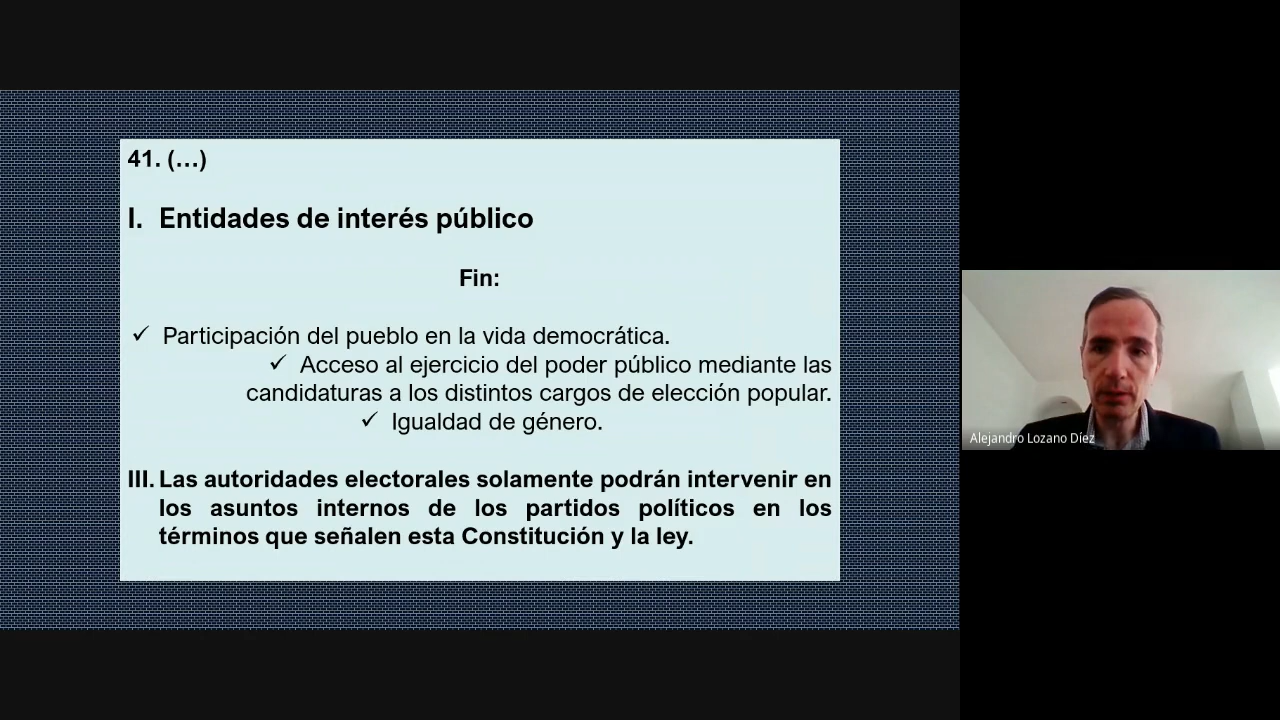 41. (…)
I. Entidades de interés público
Fin:
✓ Participación del pueblo en la vida democrática.
✓ Acceso al ejercicio del poder público mediante las
candidaturas a los distintos cargos de elección popular.
✓ Igualdad de género.
III. Las autoridades electorales solamente podrán intervenir en
los asuntos internos de los partidos políticos en los
términos que señalen esta Constitución y la ley.
Alejandro Lozano Díez